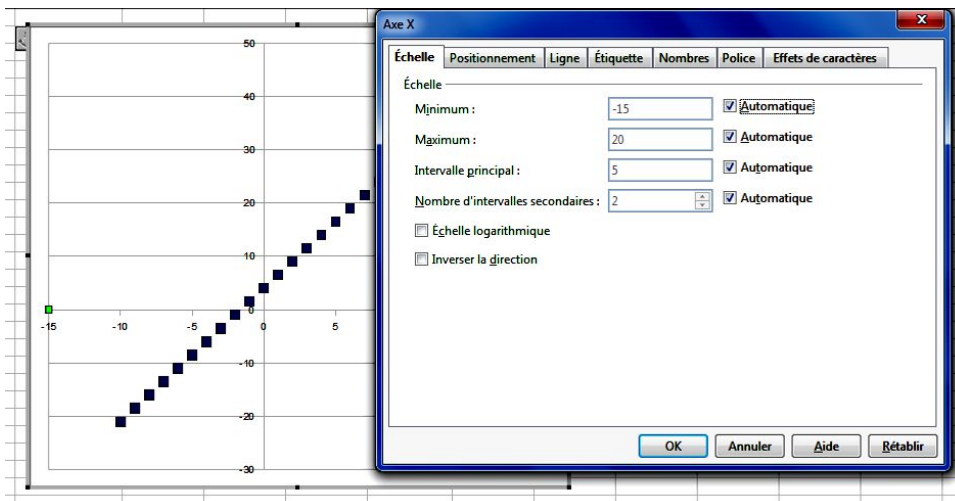 Axe X
Échelle Positionnement Ligne Étiquette Nombres Police Effets de caractères
Échelle
Minimum : -15 Automatique
Maximum : 20 Automatique
Intervalle principal : 5 Automatique
Nombre d'intervalles secondaires : 2 Automatique
Échelle logarithmique
Inverser la direction
OK Annuler Aide Rétablir
50
40
30
20
10
0
-15 -10 -5 0 5
-10
-20
-30